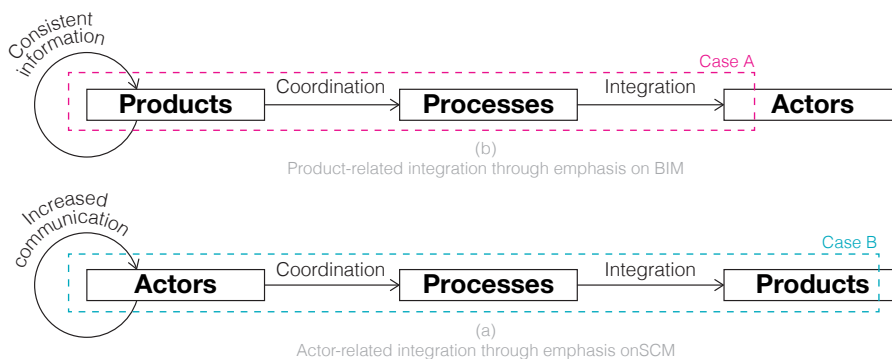 Consistent
information
Case A
Products
Coordination
Processes
Integration
Actors
(b)
Product-related integration through emphasis on BIM
Increased
communication
Case B
Actors
Coordination
Processes
Integration
Products
(a)
Actor-related integration through emphasis onSCM